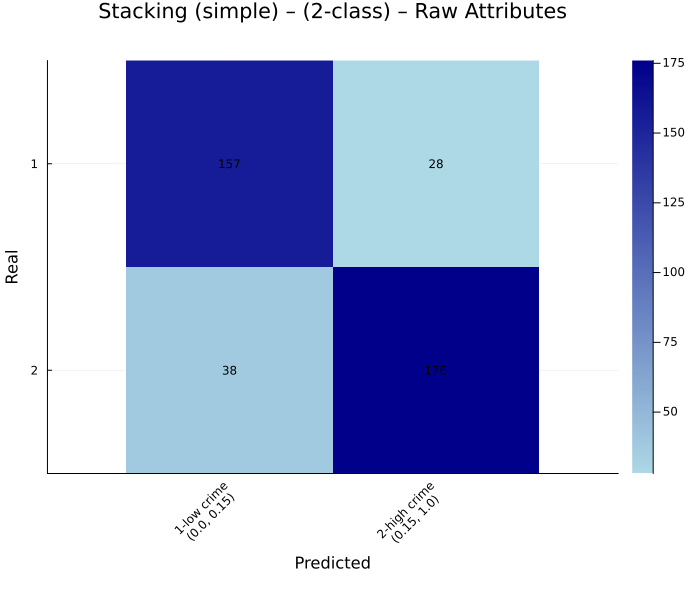 Stacking (simple) – (2-class) – Raw Attributes
175
150
125
100
75
50
1
157
28
2
38
176
Real
1-low crime
(0.0, 0.15)
2-high crime
(0.15, 1.0)
Predicted